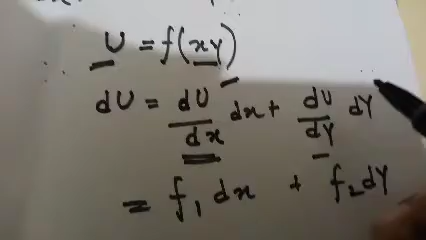 U = f(xy)
dU = dU/dx dx + dU/dY dY
= f₁ dx + f₂ dY